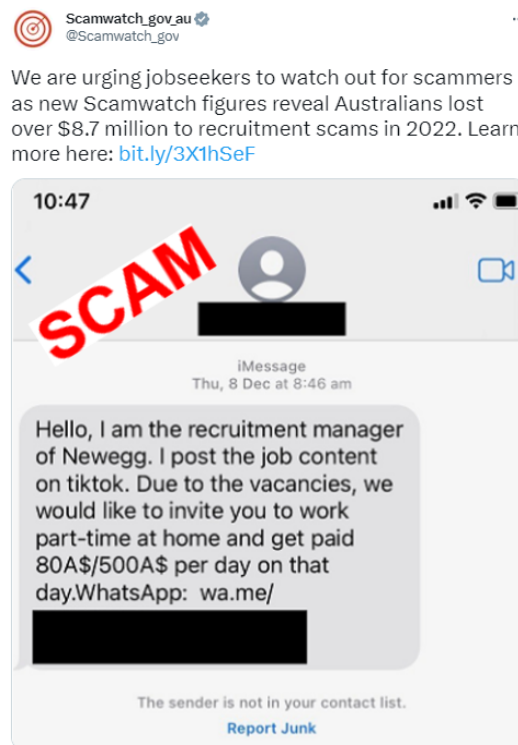 Scamwatch_gov_au
@Scamwatch_gov
We are urging jobseekers to watch out for scammers
as new Scamwatch figures reveal Australians lost
over $8.7 million to recruitment scams in 2022. Learn
more here: bit.ly/3X1hSeF
10:47
SCAM
iMessage
Thu, 8 Dec at 8:46 am
Hello, I am the recruitment manager
of Newegg. I post the job content
on tiktok. Due to the vacancies, we
would like to invite you to work
part-time at home and get paid
80A$/500A$ per day on that
day.WhatsApp: wa.me/
The sender is not in your contact list.
Report Junk